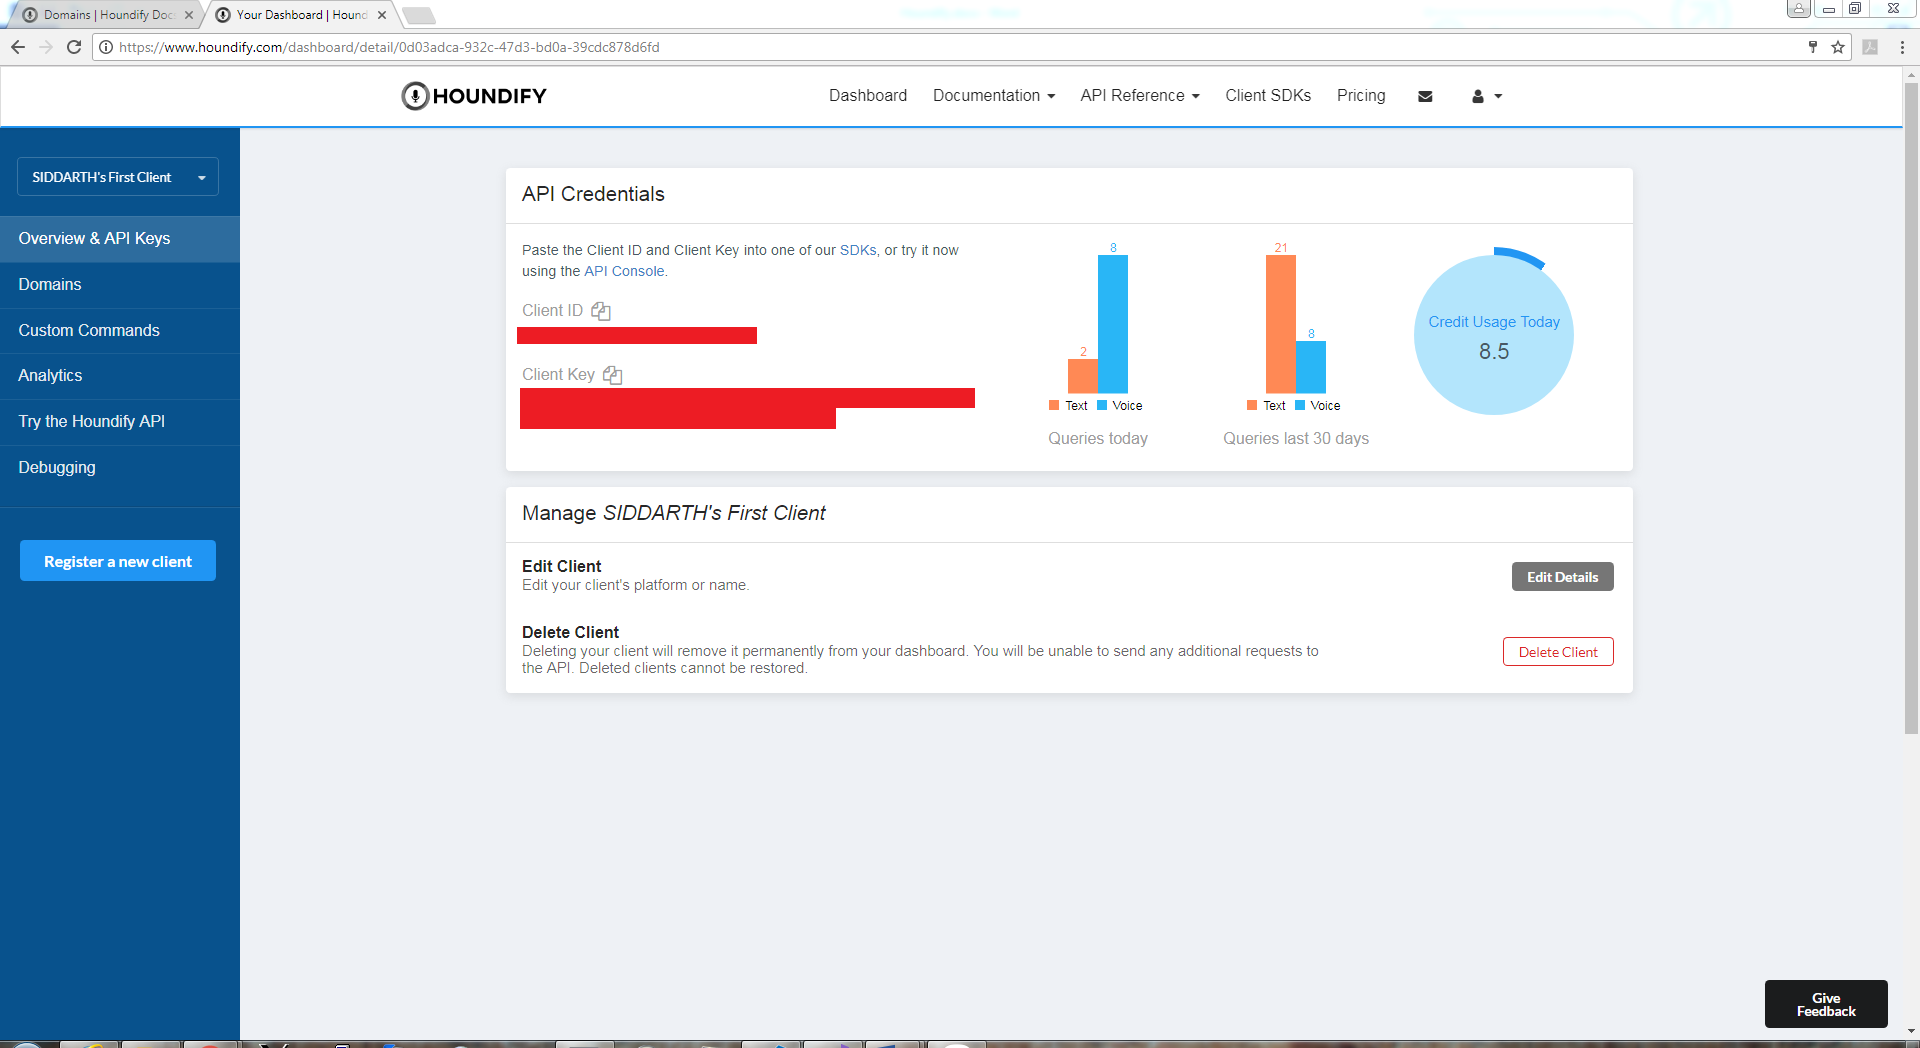 Domains | Houndify Doc
Your Dashboard | Hound
https://www.houndify.com/dashboard/detail/0d03adca-932c-47d3-bd0a-39cdc878d6fd
HOUNDIFY
Dashboard
Documentation
API Reference
Client SDKs
Pricing
SIDDARTH's First Client
Overview & API Keys
Domains
Custom Commands
Analytics
Try the Houndify API
Debugging
Register a new client
API Credentials
Paste the Client ID and Client Key into one of our SDKs, or try it now
using the API Console.
Client ID
Client Key
8
2
Text Voice
Queries today
21
8
Text Voice
Queries last 30 days
Credit Usage Today
8.5
Manage SIDDARTH's First Client
Edit Client
Edit your client's platform or name.
Edit Details
Delete Client
Deleting your client will remove it permanently from your dashboard. You will be unable to send any additional requests to
the API. Deleted clients cannot be restored.
Delete Client
Give
Feedback